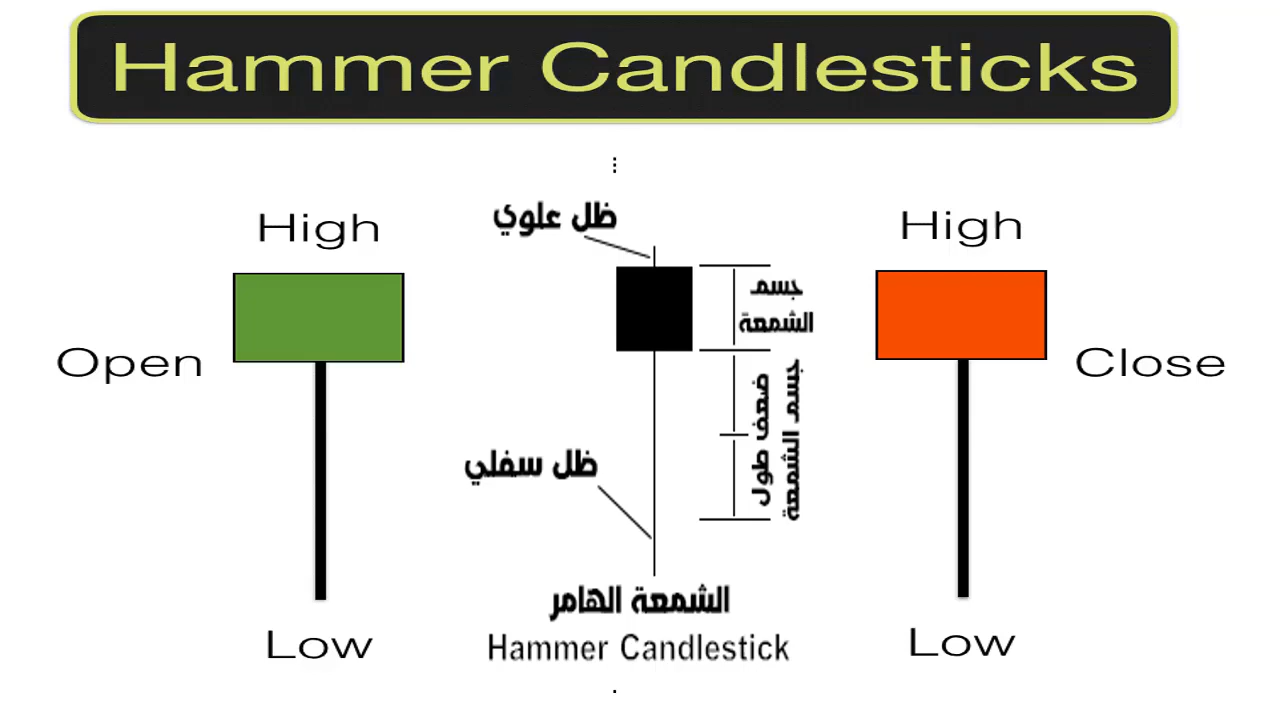 Hammer Candlesticks
High
Open
Low
ظل علوي
جسم
الشمعة
ضعف طول
جسم الشمعة
ظل سفلي
الشمعة الهامر
Hammer Candlestick
High
Close
Low